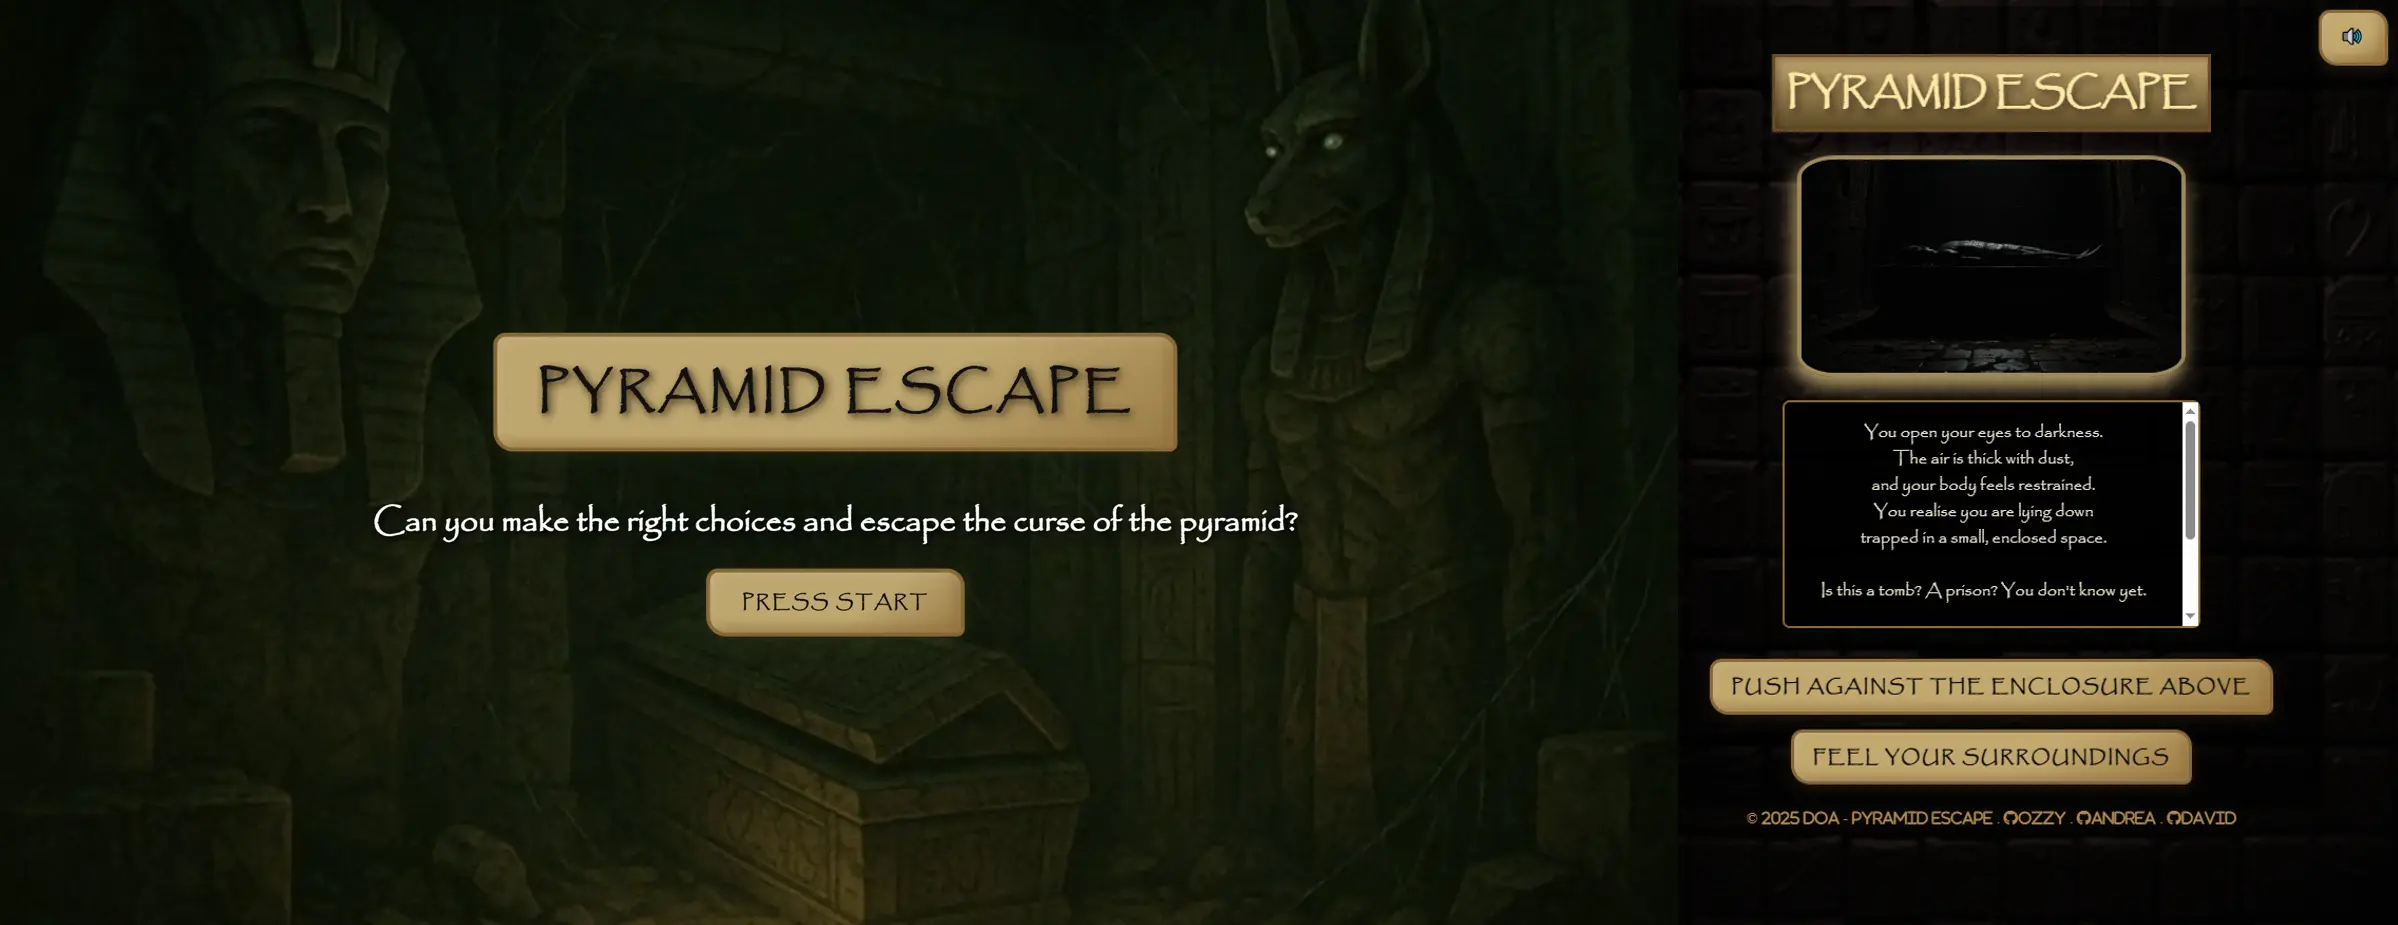 PYRAMID ESCAPE
Can you make the right choices and escape the curse of the pyramid?
PRESS START
PYRAMID ESCAPE
You open your eyes to darkness.
The air is thick with dust,
and your body feels restrained.
You realise you are lying down
trapped in a small, enclosed space.
Is this a tomb? A prison? You don't know yet.
PUSH AGAINST THE ENCLOSURE ABOVE
FEEL YOUR SURROUNDINGS
© 2025 DOA - PYRAMID ESCAPE . OZZY . ANDREA . DAVID